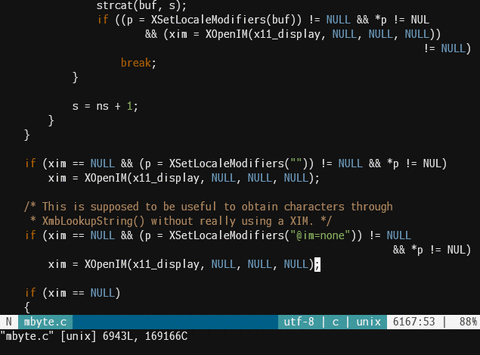 strcat(buf, s);
if ((p = XSetLocaleModifiers(buf)) != NULL && *p != NUL
&& (xim = XOpenIM(x11_display, NULL, NULL, NULL))
!= NULL)
break;
}
s = ns + 1;
}
}
if (xim == NULL && (p = XSetLocaleModifiers("")) != NULL && *p != NUL)
xim = XOpenIM(x11_display, NULL, NULL, NULL);
/* This is supposed to be useful to obtain characters through
* XmbLookupString() without really using a XIM. */
if (xim == NULL && (p = XSetLocaleModifiers("@im=none")) != NULL
&& *p != NUL)
xim = XOpenIM(x11_display, NULL, NULL, NULL);
if (xim == NULL)
{
N mbyte.c utf-8 | c | unix 6167:53 | 88%
"mbyte.c" [unix] 6943L, 169166C